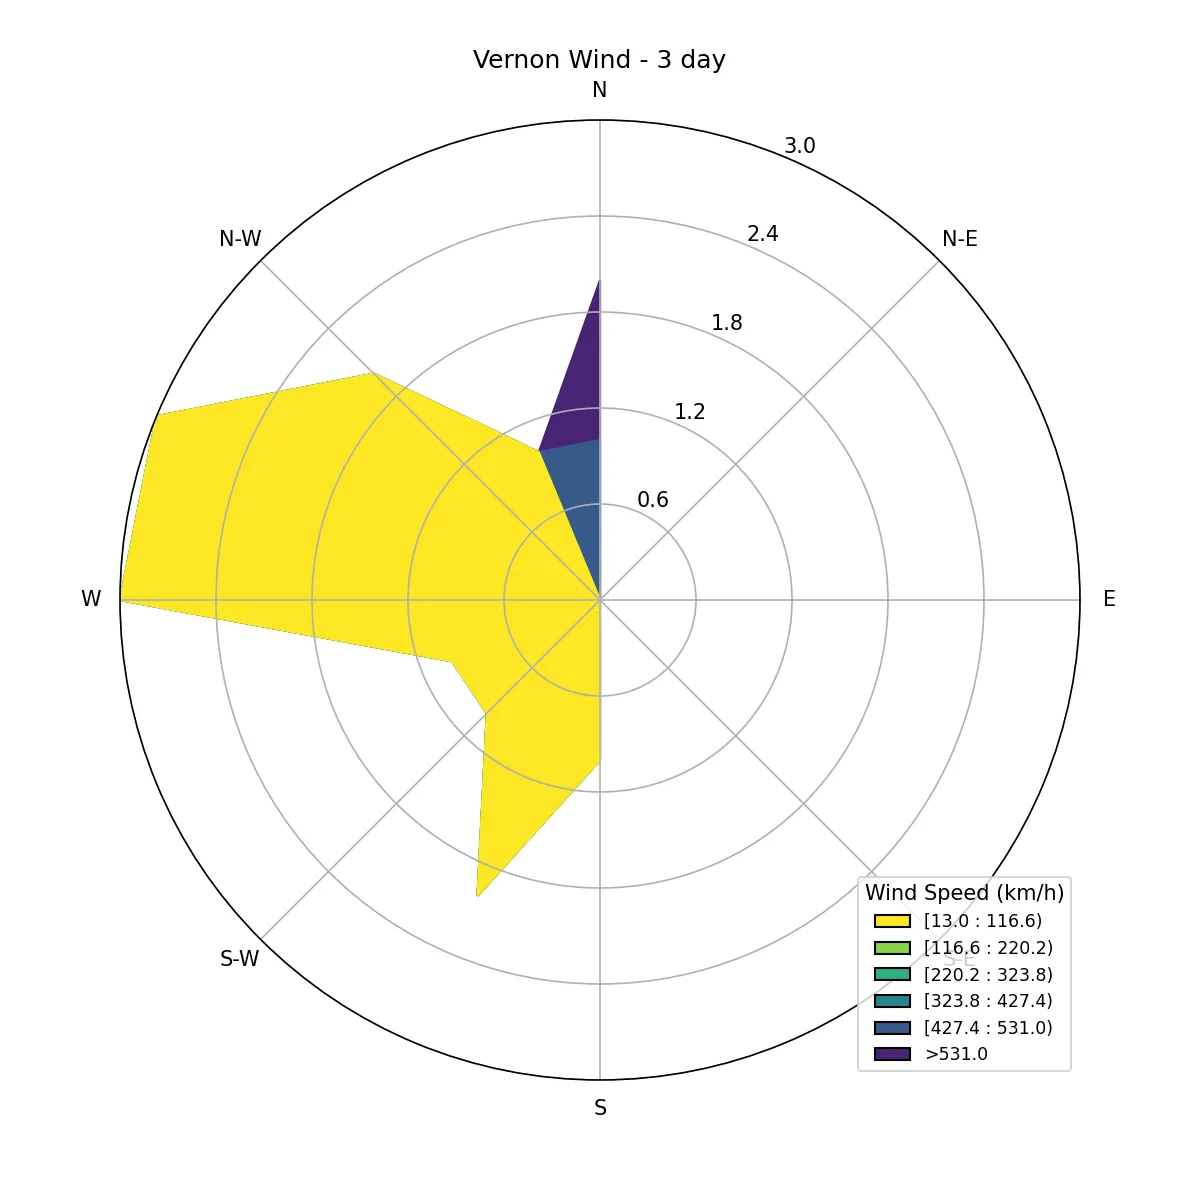 Vernon Wind - 3 day
N
3.0
N-W
N-E
2.4
1.8
1.2
0.6
W
E
Wind Speed (km/h)
[13.0 : 116.6)
[116.6 : 220.2)
S-W
S-E
[220.2 : 323.8)
[323.8 : 427.4)
[427.4 : 531.0)
>531.0
S